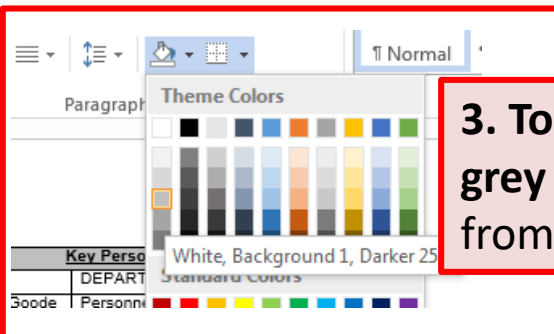 ¶ Normal
Paragraph
Theme Colors
3. To
grey
from
White, Background 1, Darker 25
Key Perso
DEPART
Standard Colors
Goode Personne